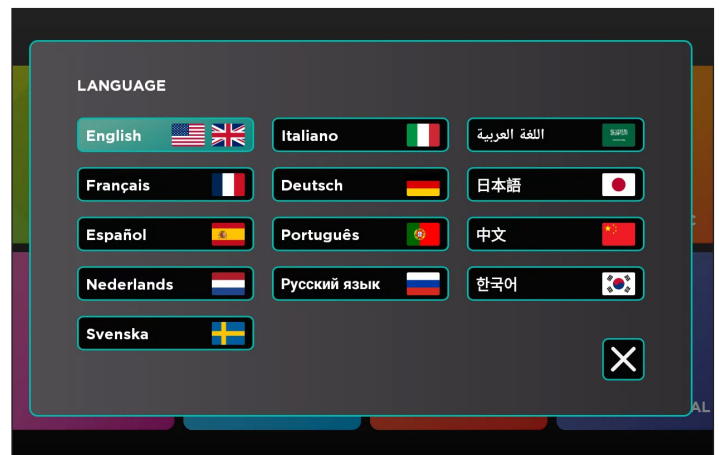 LANGUAGE
English
Italiano
اللغة العربية
Français
Deutsch
日本語
Español
Português
中文
Nederlands
Русский язык
한국어
Svenska
C
AL